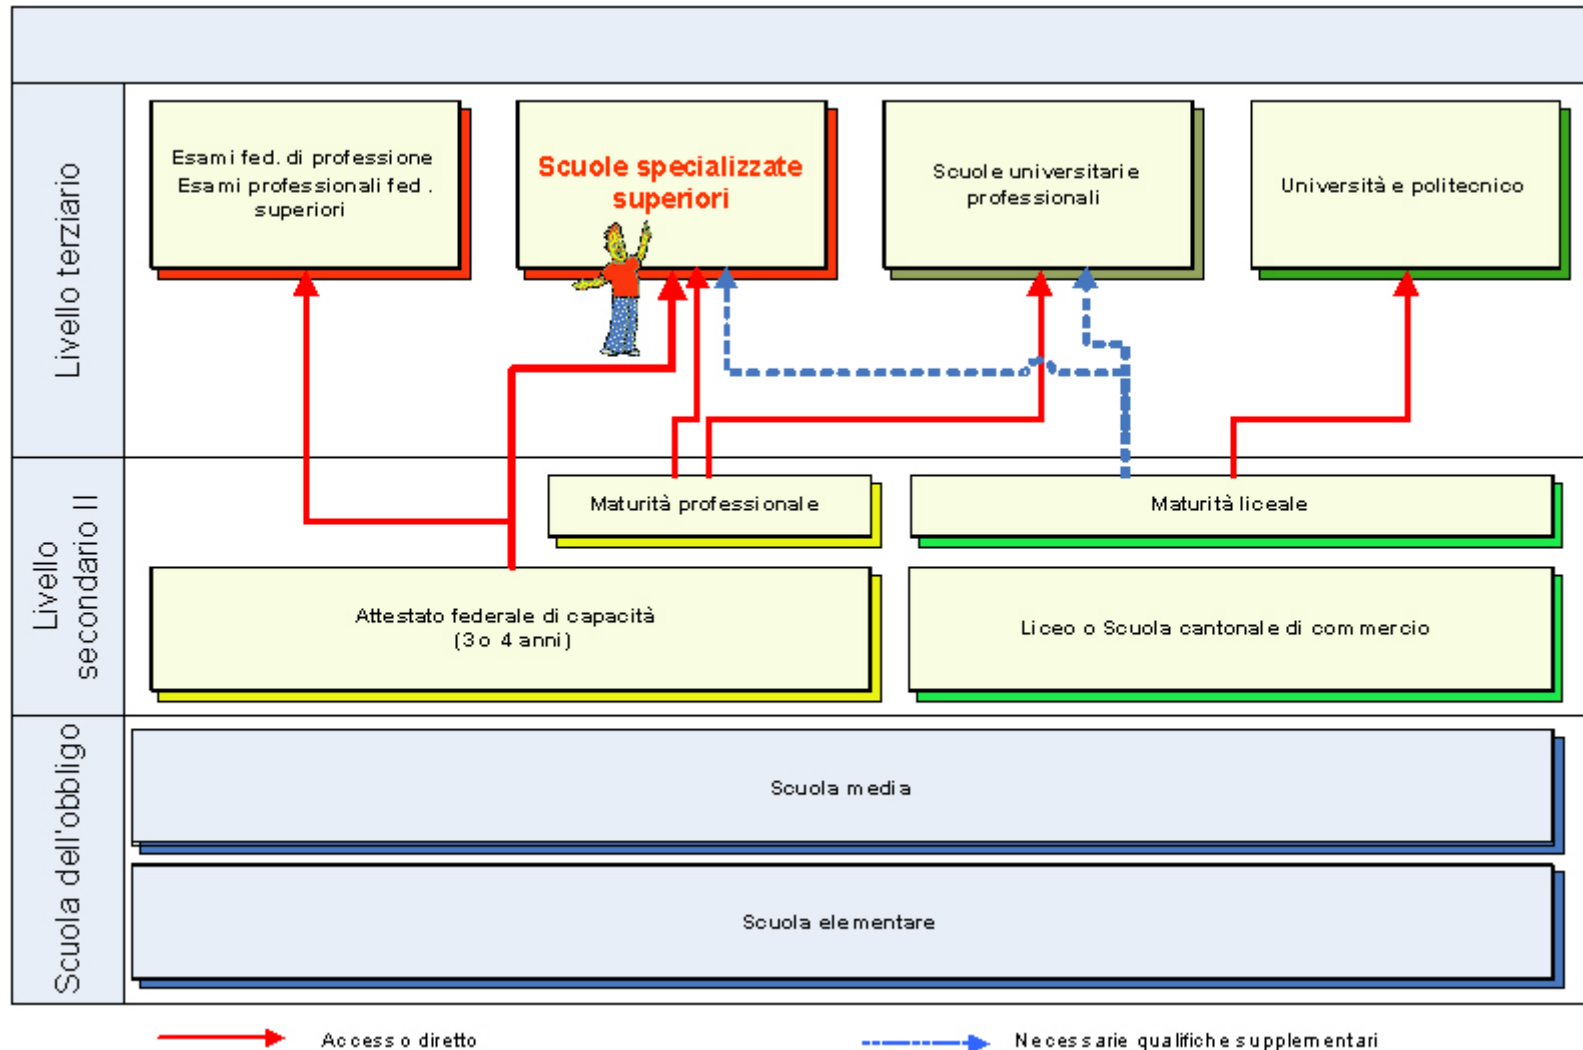 Livello terziario
Esami fed. di professione
Esami professionali fed.
superiori
Scuole specializzate
superiori
Scuole universitarie
professionali
Università e politecnico
Livello
secondario II
Maturità professionale
Maturità liceale
Attestato federale di capacità
(3 o 4 anni)
Liceo o Scuola cantonale di commercio
Scuola dell'obbligo
Scuola media
Scuola elementare
Accesso diretto
Necessarie qualifiche supplementari